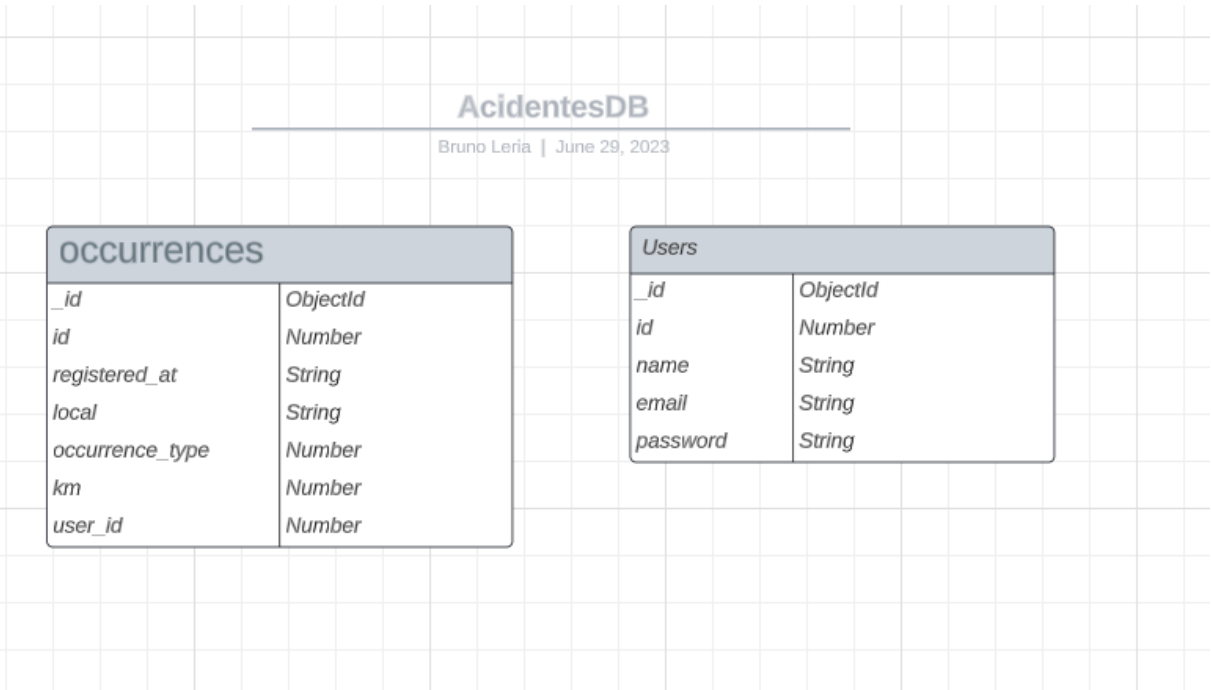 AcidentesDB
Bruno Leria | June 29, 2023
occurrences
_id ObjectId
id Number
registered_at String
local String
occurrence_type Number
km Number
user_id Number
Users
_id ObjectId
id Number
name String
email String
password String